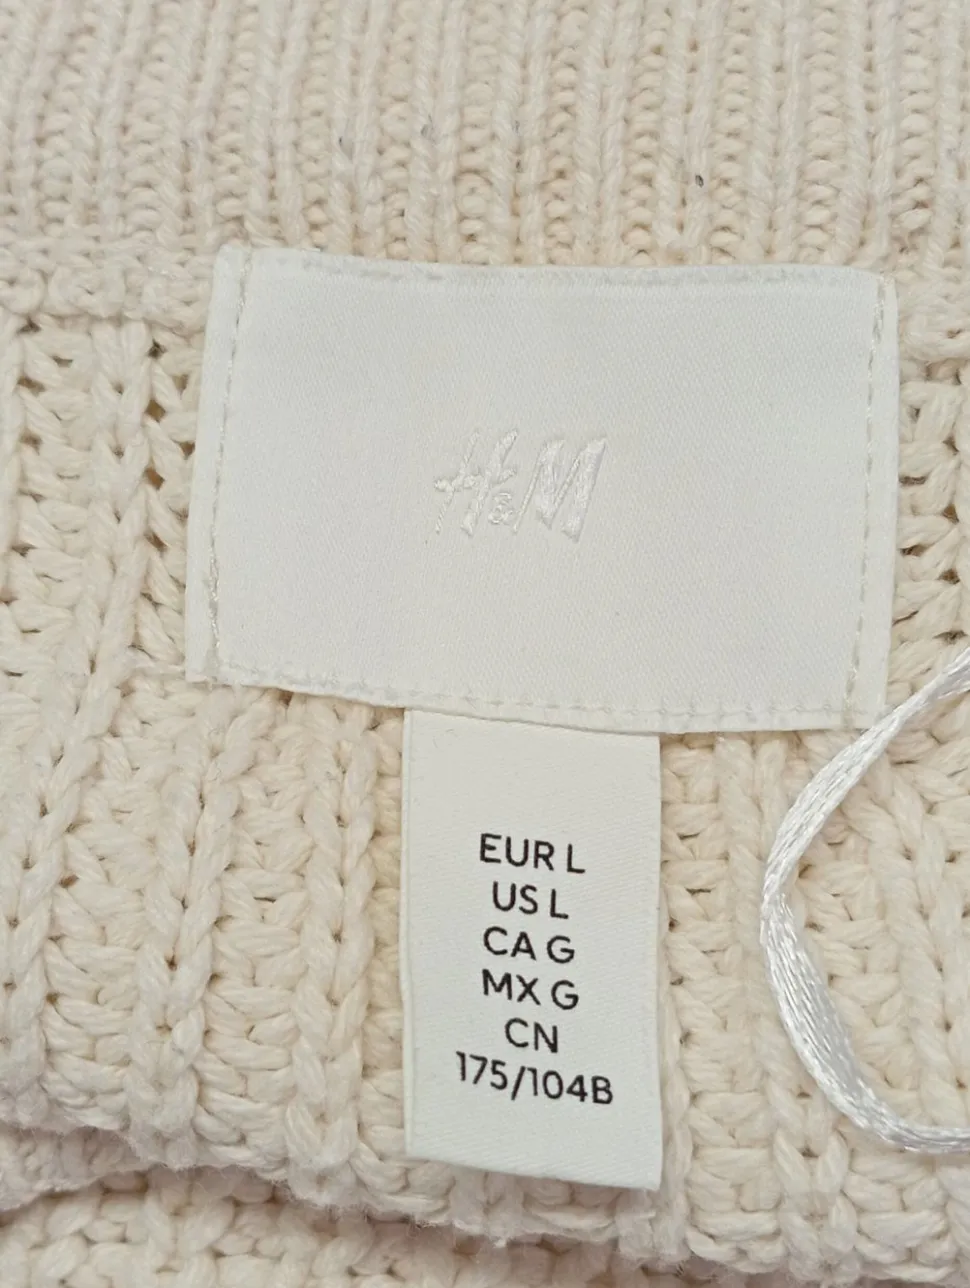 H&M
EUR L
US L
CA G
MX G
CN
175/104B